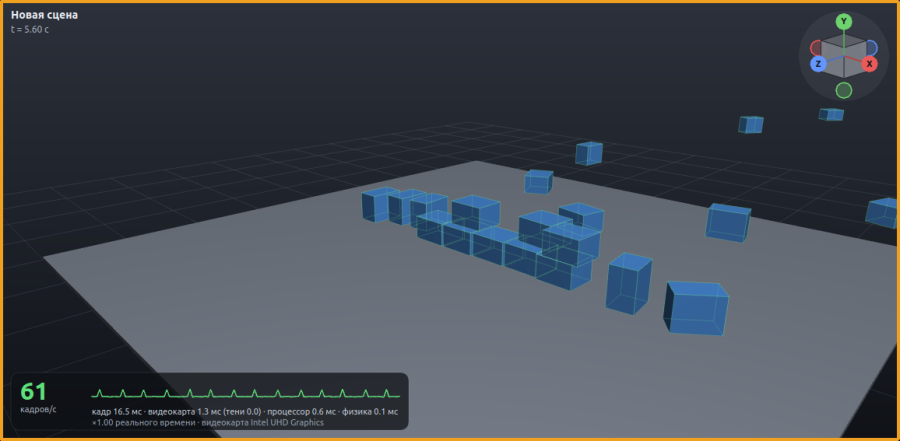 Новая сцена
t = 5.60 с
Y
Z
X
61
кадров/с
кадр 16.5 мс · видеокарта 1.3 мс (тени 0.0) · процессор 0.6 мс · физика 0.1 мс
×1.00 реального времени · видеокарта Intel UHD Graphics